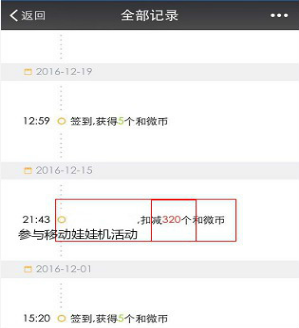 返回 全部记录 •••
2016-12-19
12:59 签到,获得5个和微币
2016-12-15
21:43 ,扣减320个和微币
参与移动娃娃机活动
2016-12-01
15:20 签到,获得5个和微币